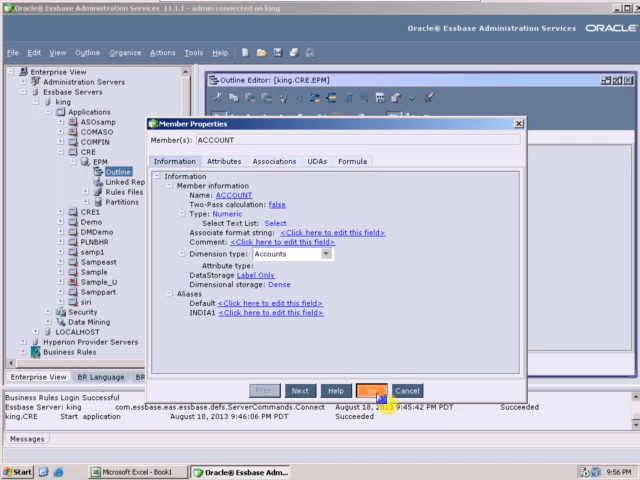 Oracle® Essbase Administration Services 11.1.1 - admin connected on king
Oracle® Essbase Administration Services ORACLE
File Edit View Outline Organize Actions Tools Links Help
Enterprise View
Administration Servers
Essbase Servers
king
Applications
ASOsamp
COMASO
COMFIN
CRE
EPM
Outline
Linked Rep
Rules Files
Partitions
CRE1
Demo
DMDemo
PLNBHR
samp1
Sampeast
Sample
Sample_U
Samppart
siri
Security
Data Mining
LOCALHOST
Hyperion Provider Servers
Business Rules
Enterprise View BR Language BR
Outline Editor: [king.CRE.EPM]
Member Properties
Member(s): ACCOUNT
Information Attributes Associations UDAs Formula
Information
Member information
Name: ACCOUNT
Two-Pass calculation: false
Type: Numeric
Select Text List: Select
Associate format string: <Click here to edit this field>
Comment: <Click here to edit this field>
Dimension type: Accounts
Attribute type:
DataStorage Label Only
Dimensional storage: Dense
Aliases
Default <Click here to edit this field>
INDIA1 <Click here to edit this field>
Prev Next Help Cancel
Business Rules Login Successful
Essbase Server: king com.essbase.eas.essbase.defs.ServerCommands.Connect August 18, 2013 9:45:42 PM PDT Succeeded
king.CRE Start application August 18, 2013 9:46:06 PM PDT Succeeded
Messages
Start Microsoft Excel - Book1 Oracle® Essbase Adm... 9:56 PM